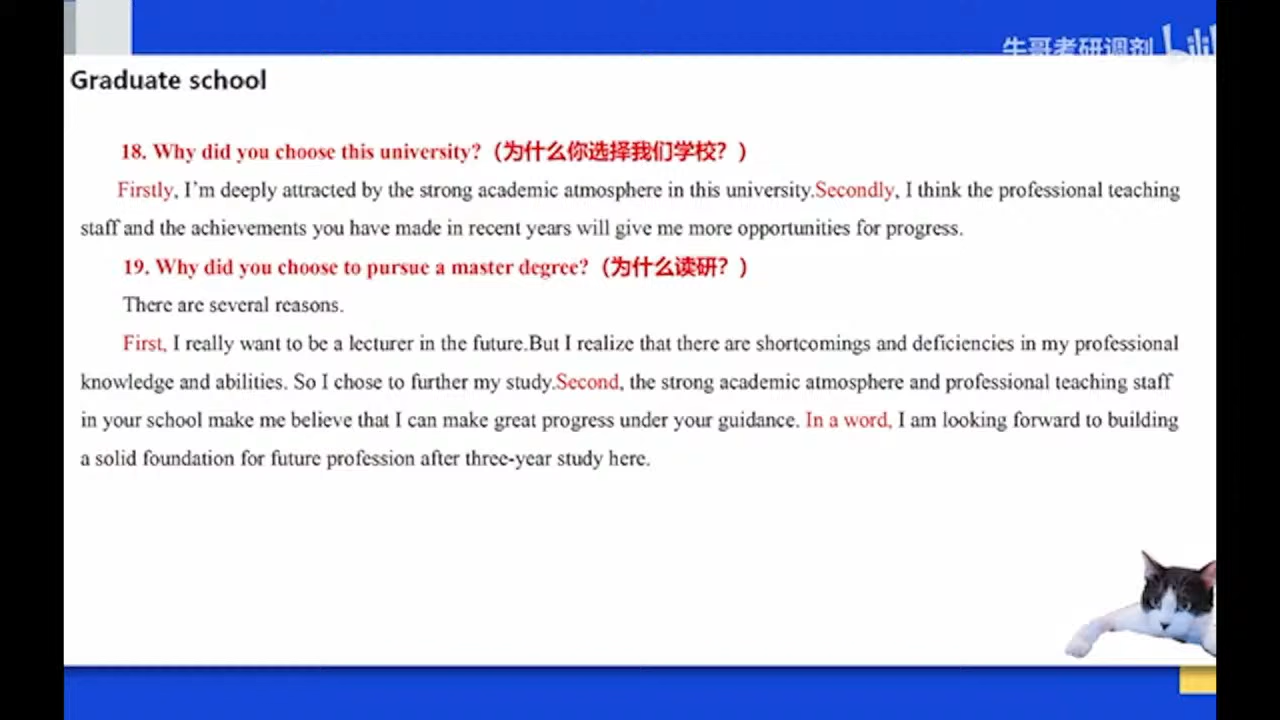 牛哥考研调剂 bili
Graduate school
18. Why did you choose this university?（为什么你选择我们学校？）
Firstly, I’m deeply attracted by the strong academic atmosphere in this university.Secondly, I think the professional teaching
staff and the achievements you have made in recent years will give me more opportunities for progress.
19. Why did you choose to pursue a master degree?（为什么读研？）
There are several reasons.
First, I really want to be a lecturer in the future.But I realize that there are shortcomings and deficiencies in my professional
knowledge and abilities. So I chose to further my study.Second, the strong academic atmosphere and professional teaching staff
in your school make me believe that I can make great progress under your guidance. In a word, I am looking forward to building
a solid foundation for future profession after three-year study here.